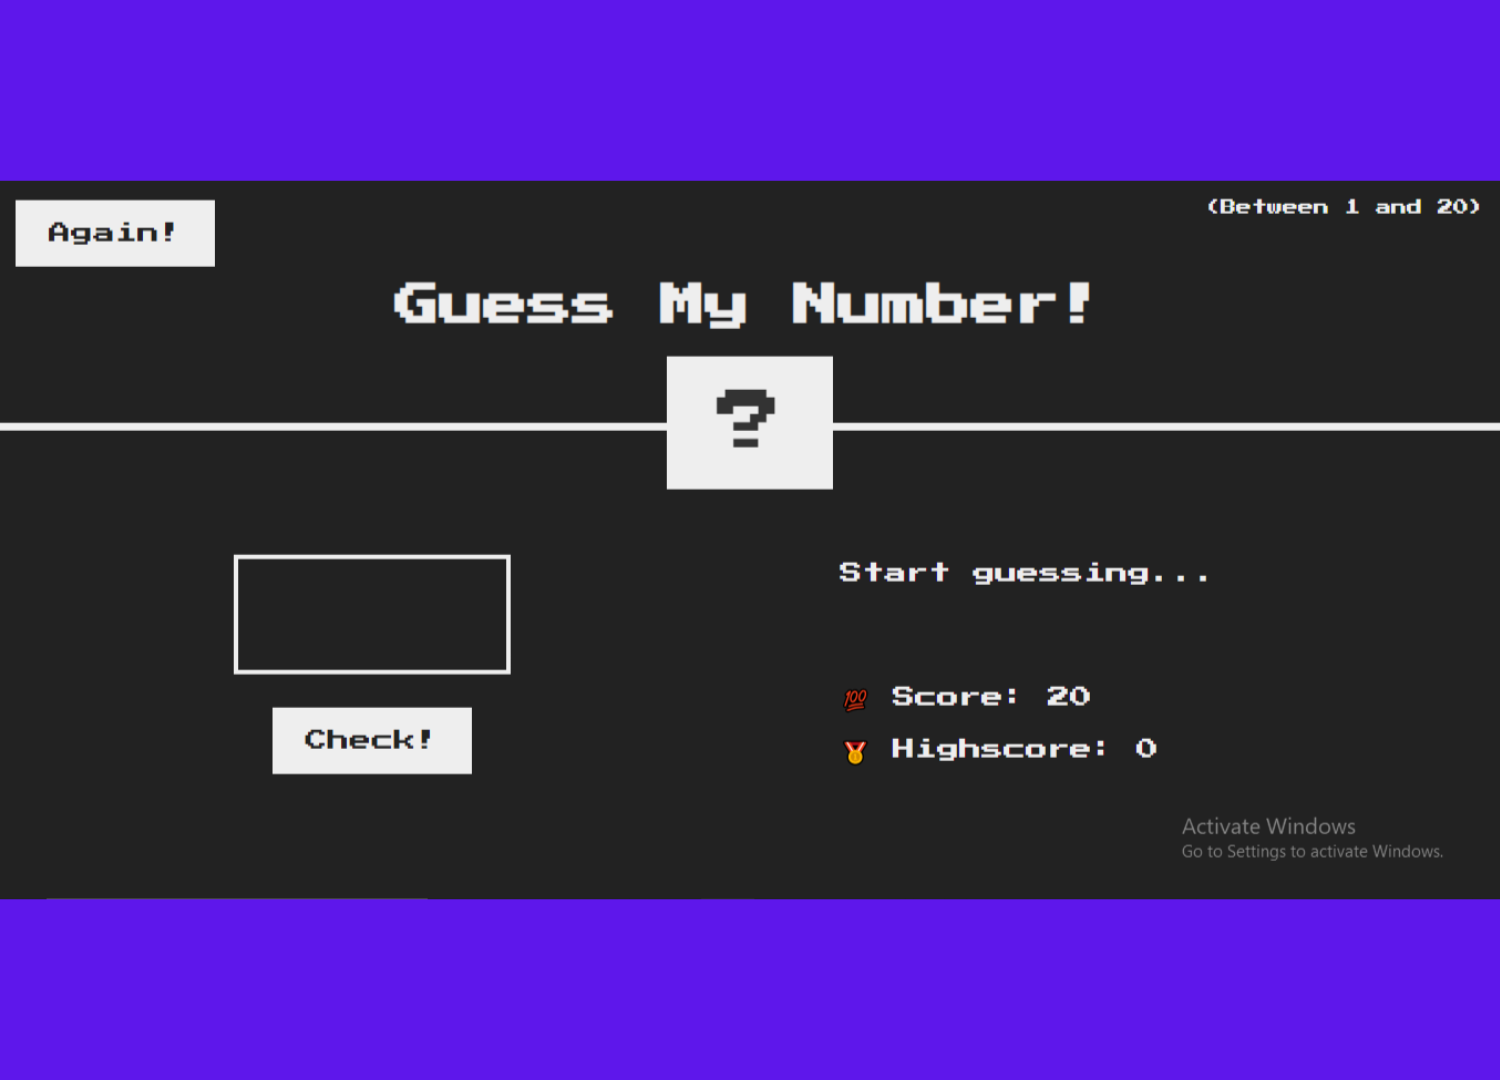 Again!
(Between 1 and 20)
Guess My Number!
?
Start guessing...
💯 Score: 20
Check!
🥇 Highscore: 0
Activate Windows
Go to Settings to activate Windows.